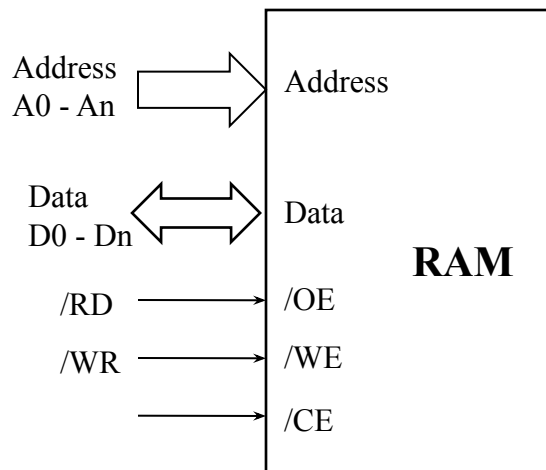 Address
A0 - An
Address
Data
D0 - Dn
Data
RAM
/RD
/OE
/WR
/WE
/CE